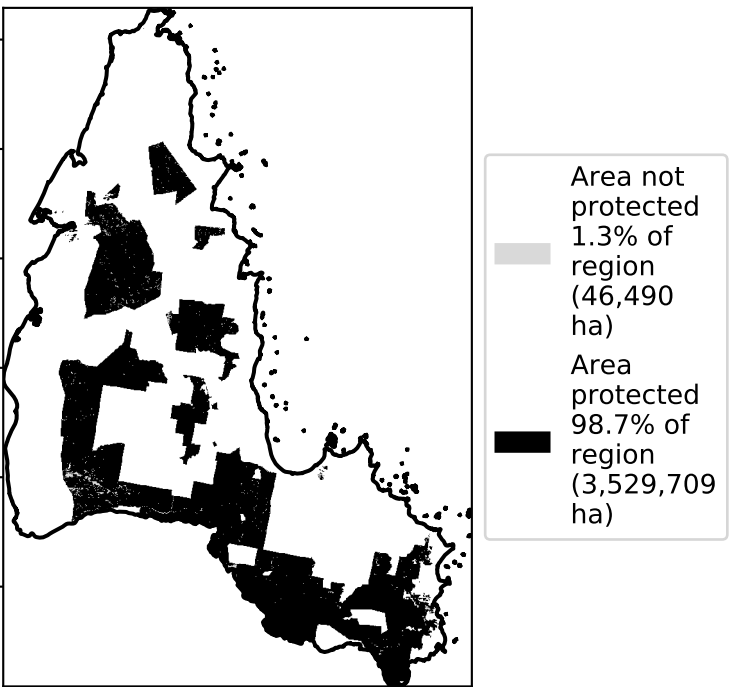 Area not
protected
1.3% of
region
(46,490
ha)
Area
protected
98.7% of
region
(3,529,709
ha)